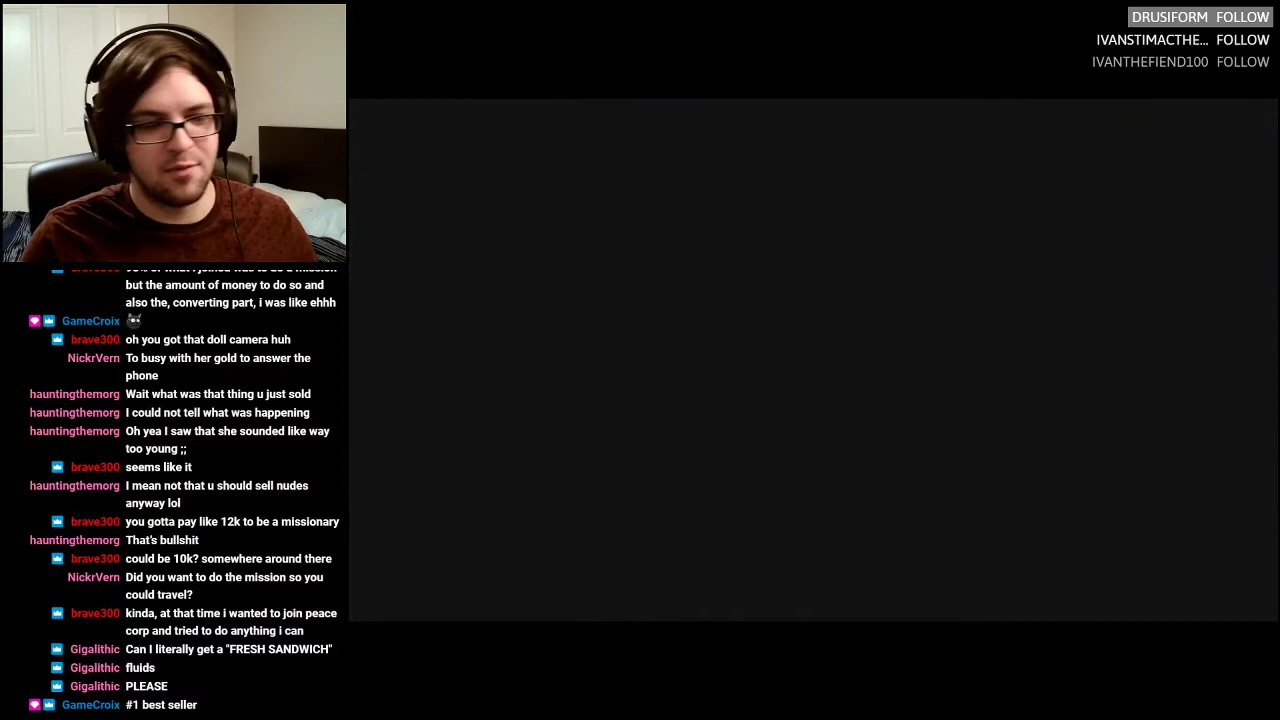 DRUSIFORM FOLLOW
IVANSTIMACTHE... FOLLOW
IVANTHEFIEND100 FOLLOW
but the amount of money to do so and
also the, converting part, i was like ehhh
GameCroix
brave300 oh you got that doll camera huh
NickrVern To busy with her gold to answer the
phone
hauntingthemorg Wait what was that thing u just sold
hauntingthemorg I could not tell what was happening
hauntingthemorg Oh yea I saw that she sounded like way
too young ;;
brave300 seems like it
hauntingthemorg I mean not that u should sell nudes
anyway lol
brave300 you gotta pay like 12k to be a missionary
hauntingthemorg That's bullshit
brave300 could be 10k? somewhere around there
NickrVern Did you want to do the mission so you
could travel?
brave300 kinda, at that time i wanted to join peace
corp and tried to do anything i can
Gigalithic Can I literally get a "FRESH SANDWICH"
Gigalithic fluids
Gigalithic PLEASE
GameCroix #1 best seller